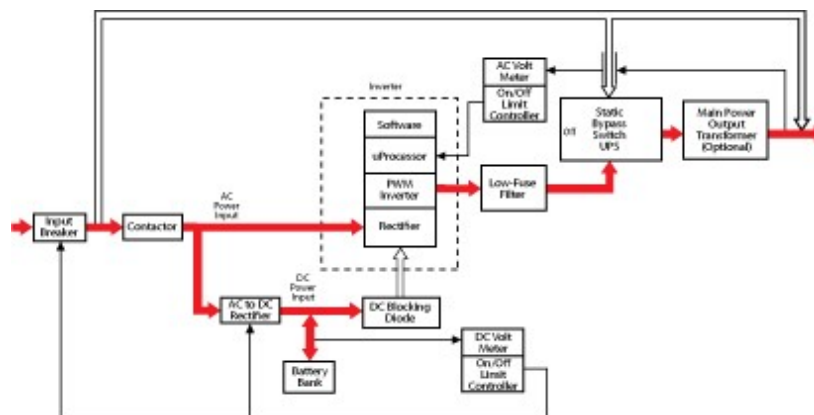 Inverter
AC Volt
Meter
On/Off
Limit
Controller
Software
uProcessor
PWM
Inverter
Rectifier
Off
Static
Bypass
Switch
UPS
Main Power
Output
Transformer
(Optional)
Low-Fuse
Filter
AC
Power
Input
Input
Breaker
Contactor
DC
Power
Input
AC to DC
Rectifier
DC Blocking
Diode
DC Volt
Meter
On/Off
Limit
Controller
Battery
Bank